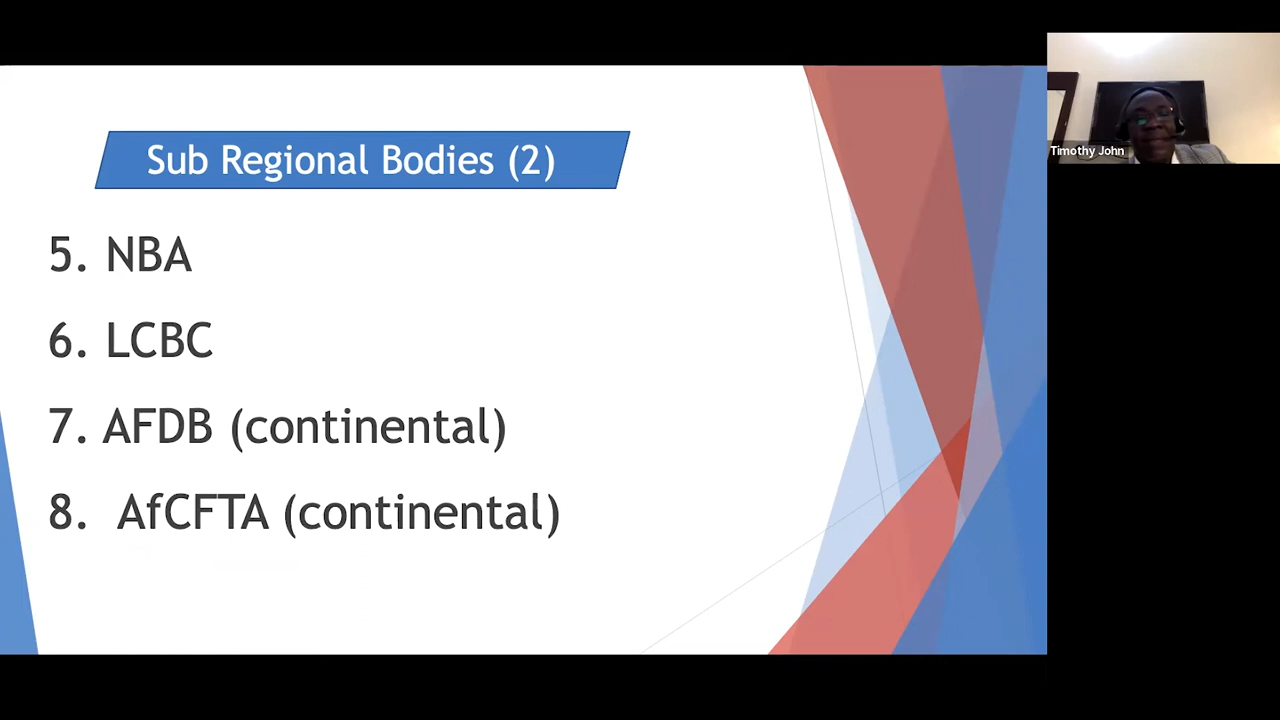 Sub Regional Bodies (2)
5. NBA
6. LCBC
7. AFDB (continental)
8. AfCFTA (continental)
Timothy John